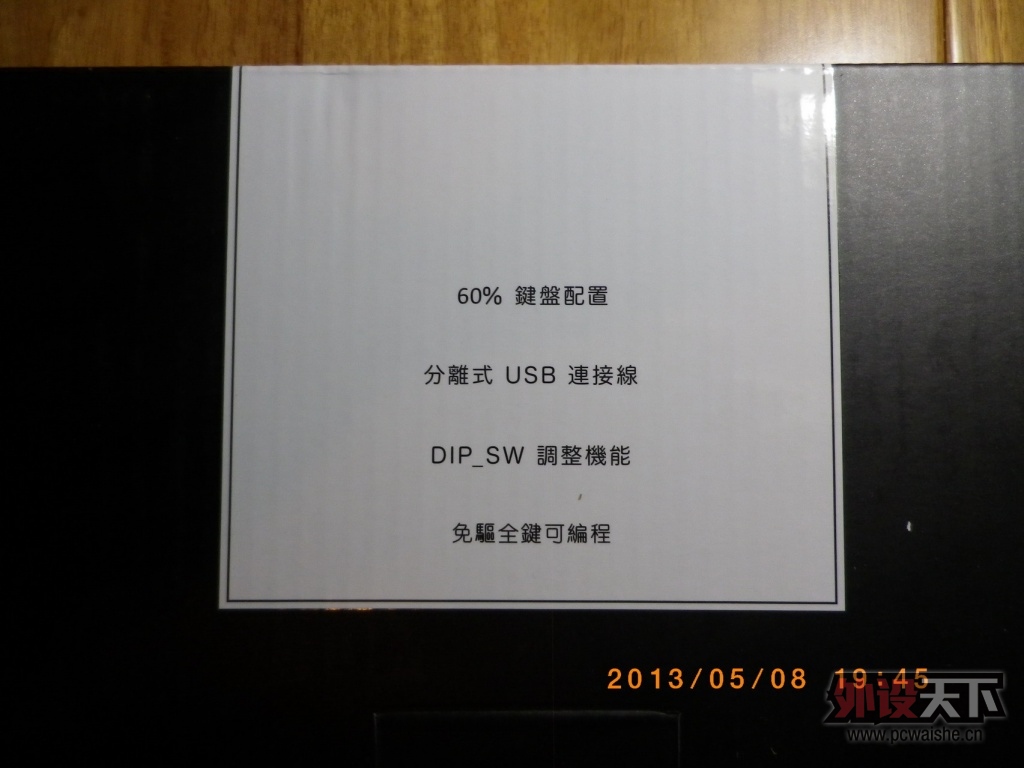 60% 鍵盤配置
分離式 USB 連接線
DIP_SW 調整機能
免驅全鍵可編程
2013/05/08 19:45
外设天下
www.pcwaishe.cn